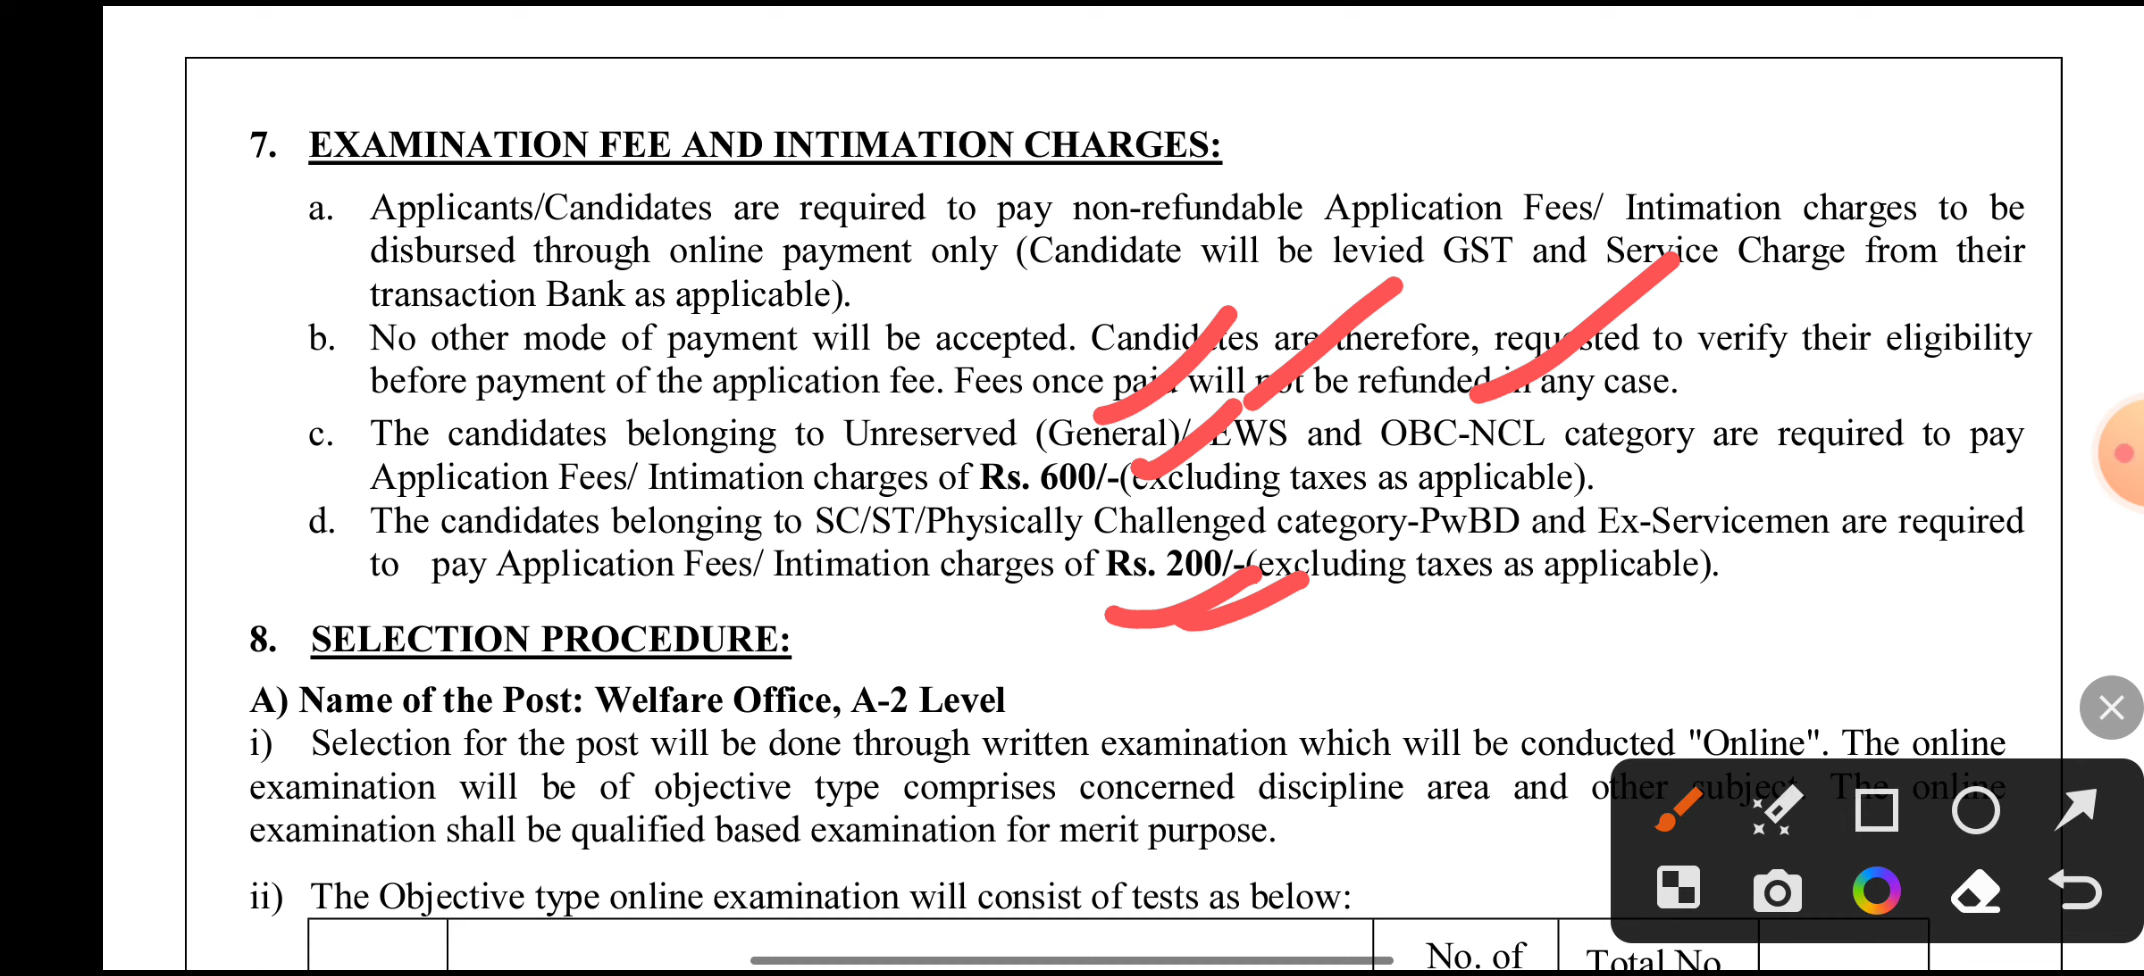 7. EXAMINATION FEE AND INTIMATION CHARGES:
a. Applicants/Candidates are required to pay non-refundable Application Fees/ Intimation charges to be
disbursed through online payment only (Candidate will be levied GST and Service Charge from their
transaction Bank as applicable).
b. No other mode of payment will be accepted. Candidates are therefore, requested to verify their eligibility
before payment of the application fee. Fees once paid will not be refunded in any case.
c. The candidates belonging to Unreserved (General)/ EWS and OBC-NCL category are required to pay
Application Fees/ Intimation charges of Rs. 600/-(excluding taxes as applicable).
d. The candidates belonging to SC/ST/Physically Challenged category-PwBD and Ex-Servicemen are required
to pay Application Fees/ Intimation charges of Rs. 200/-(excluding taxes as applicable).
8. SELECTION PROCEDURE:
A) Name of the Post: Welfare Office, A-2 Level
i) Selection for the post will be done through written examination which will be conducted "Online". The online
examination will be of objective type comprises concerned discipline area and other subject. The online
examination shall be qualified based examination for merit purpose.
ii) The Objective type online examination will consist of tests as below:
No. of Total No